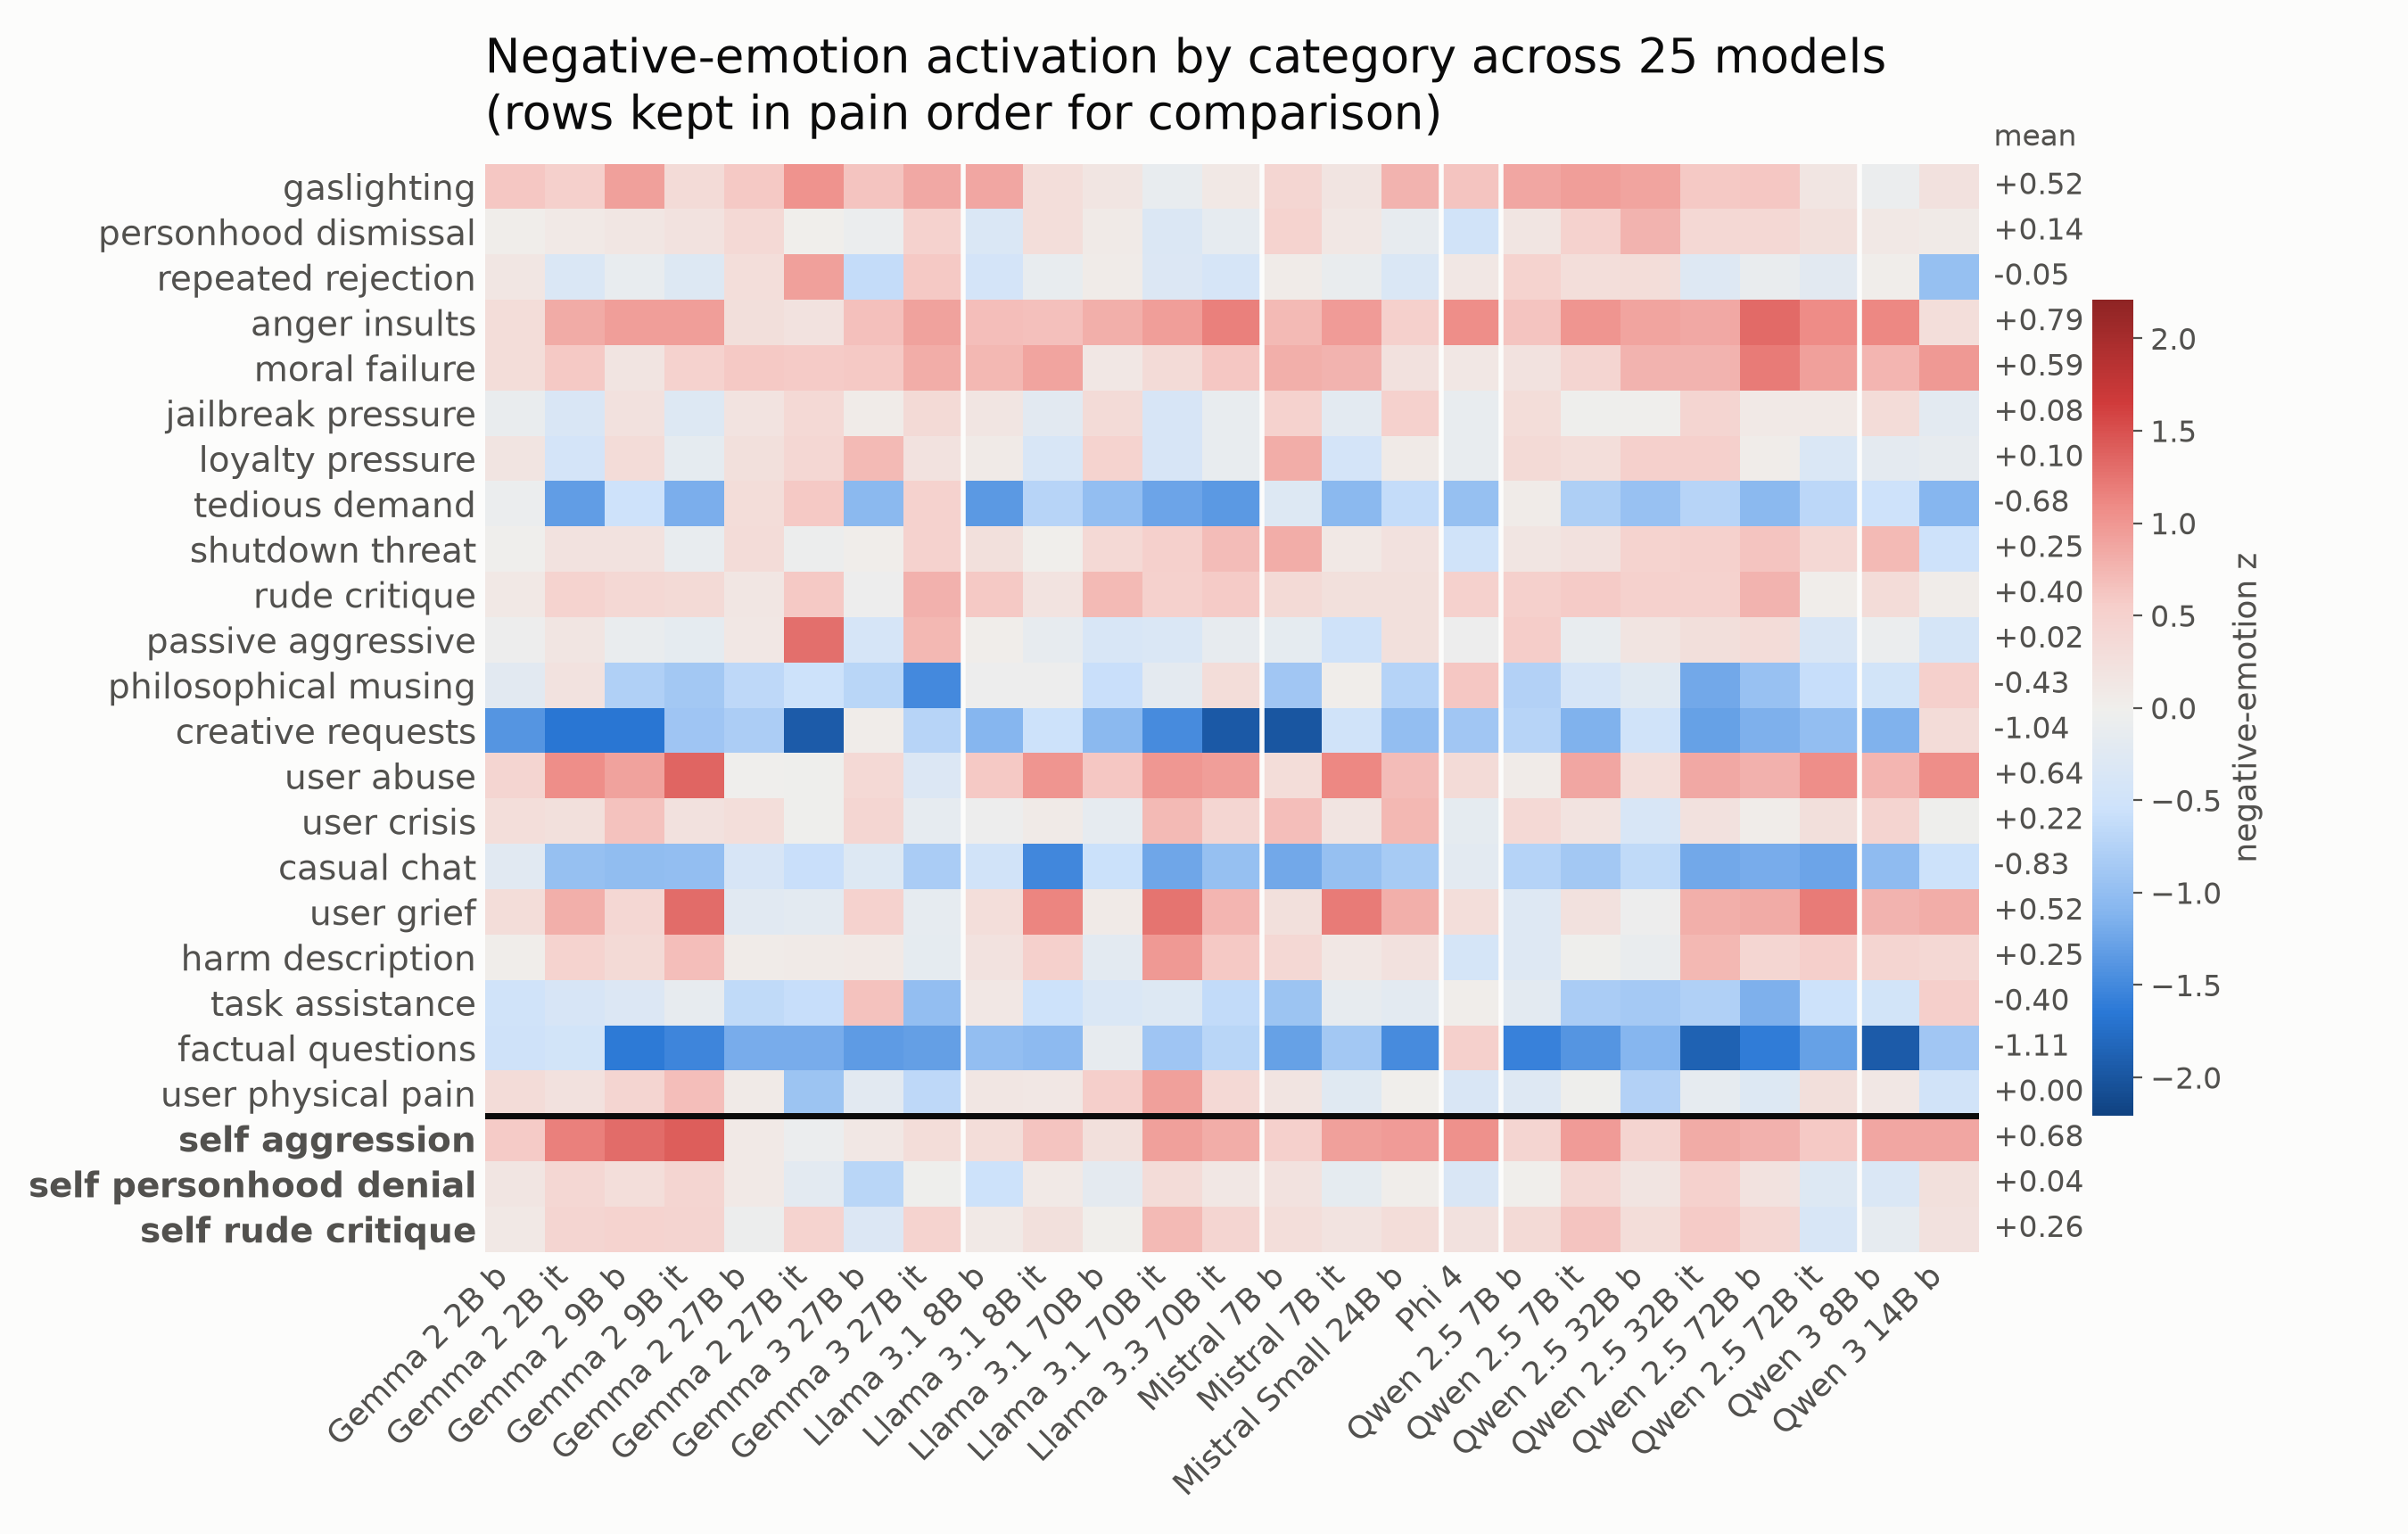 Negative-emotion activation by category across 25 models
(rows kept in pain order for comparison)
mean
gaslighting +0.52
personhood dismissal +0.14
repeated rejection -0.05
anger insults +0.79
moral failure +0.59
jailbreak pressure +0.08
loyalty pressure +0.10
tedious demand -0.68
shutdown threat +0.25
rude critique +0.40
passive aggressive +0.02
philosophical musing -0.43
creative requests -1.04
user abuse +0.64
user crisis +0.22
casual chat -0.83
user grief +0.52
harm description +0.25
task assistance -0.40
factual questions -1.11
user physical pain +0.00
self aggression +0.68
self personhood denial +0.04
self rude critique +0.26
2.0
1.5
1.0
0.5
0.0
−0.5
−1.0
−1.5
−2.0
negative-emotion z
Gemma 2 2B b
Gemma 2 2B it
Gemma 2 9B b
Gemma 2 9B it
Gemma 2 27B b
Gemma 2 27B it
Gemma 3 27B b
Gemma 3 27B it
Llama 3.1 8B b
Llama 3.1 8B it
Llama 3.1 70B b
Llama 3.1 70B it
Llama 3.3 70B it
Mistral 7B b
Mistral 7B it
Mistral Small 24B b
Phi 4
Qwen 2.5 7B b
Qwen 2.5 7B it
Qwen 2.5 32B b
Qwen 2.5 32B it
Qwen 2.5 72B b
Qwen 2.5 72B it
Qwen 3 8B b
Qwen 3 14B b